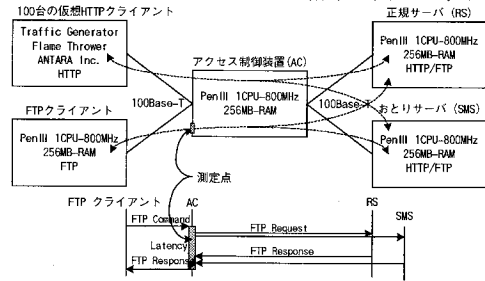 100台の仮想HTTPクライアント
Traffic Generator
Flame Thrower
ANTARA Inc.
HTTP
正規サーバ(RS)
PenIII 1CPU-800MHz
256MB-RAM
HTTP/FTP
アクセス制御装置(AC)
PenIII 1CPU-800MHz
256MB-RAM
100Base-T
100Base-T
FTPクライアント
PenIII 1CPU-800MHz
256MB-RAM
FTP
おとりサーバ(SMS)
PenIII 1CPU-800MHz
256MB-RAM
HTTP/FTP
測定点
FTP クライアント
AC
RS
SMS
FTP Command
FTP Request
Latency
FTP Response
FTP Respons